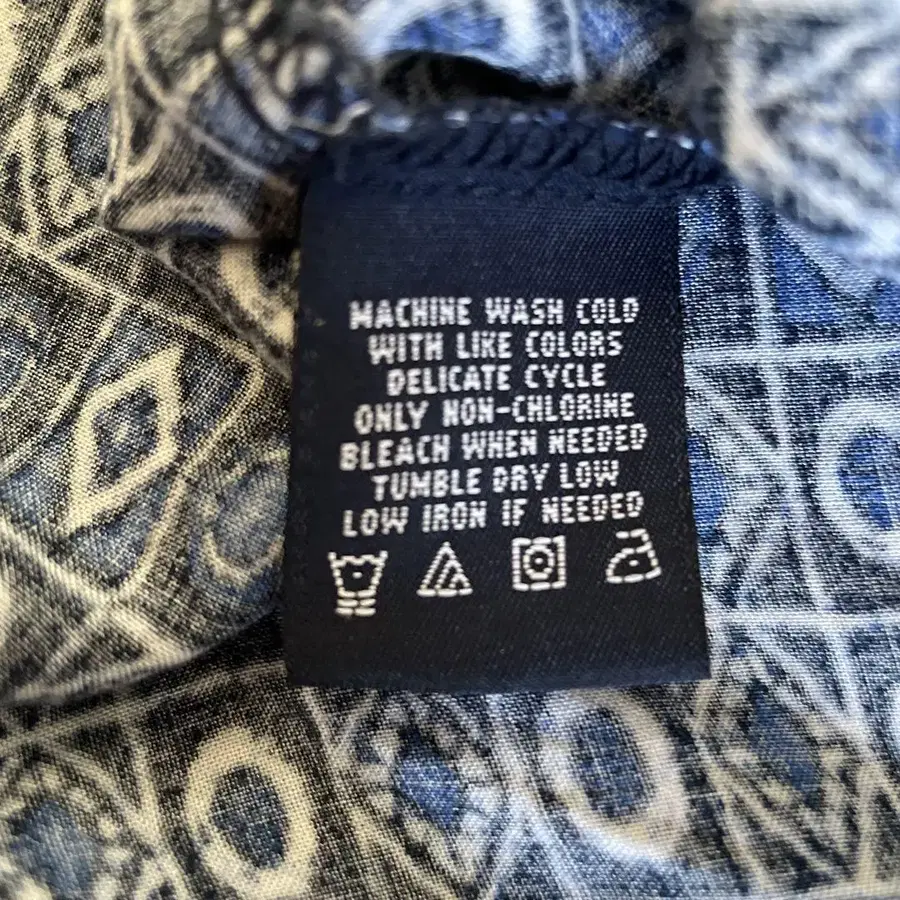 MACHINE WASH COLD
WITH LIKE COLORS
DELICATE CYCLE
ONLY NON-CHLORINE
BLEACH WHEN NEEDED
TUMBLE DRY LOW
LOW IRON IF NEEDED